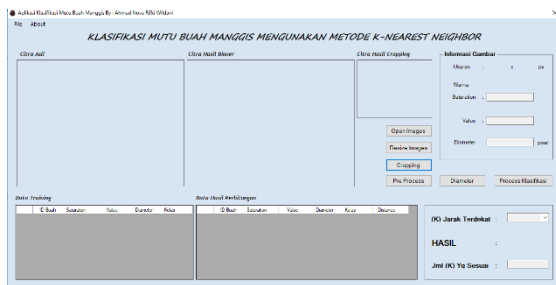 Aplikasi Klasifikasi Mutu Buah Manggis By : Ahmad Nova Rifki Wildani
File About
KLASIFIKASI MUTU BUAH MANGGIS MENGUNAKAN METODE K-NEAREST NEIGHBOR
Citra Asli
Citra Hasil Biner
Citra Hasil Cropping
Informasi Gambar
Ukuran : x px
Warna
Saturation :
Value :
Diameter : pixel
Open Images
Resize Images
Cropping
Pre Process
Diameter
Process Klasifikasi
Data Training
Data Hasil Perhitungan
ID Buah Saturation Value Diameter Kelas
ID Buah Saturation Value Diameter Kelas Distance
(K) Jarak Terdekat :
HASIL :
Jml (K) Yg Sesuai :